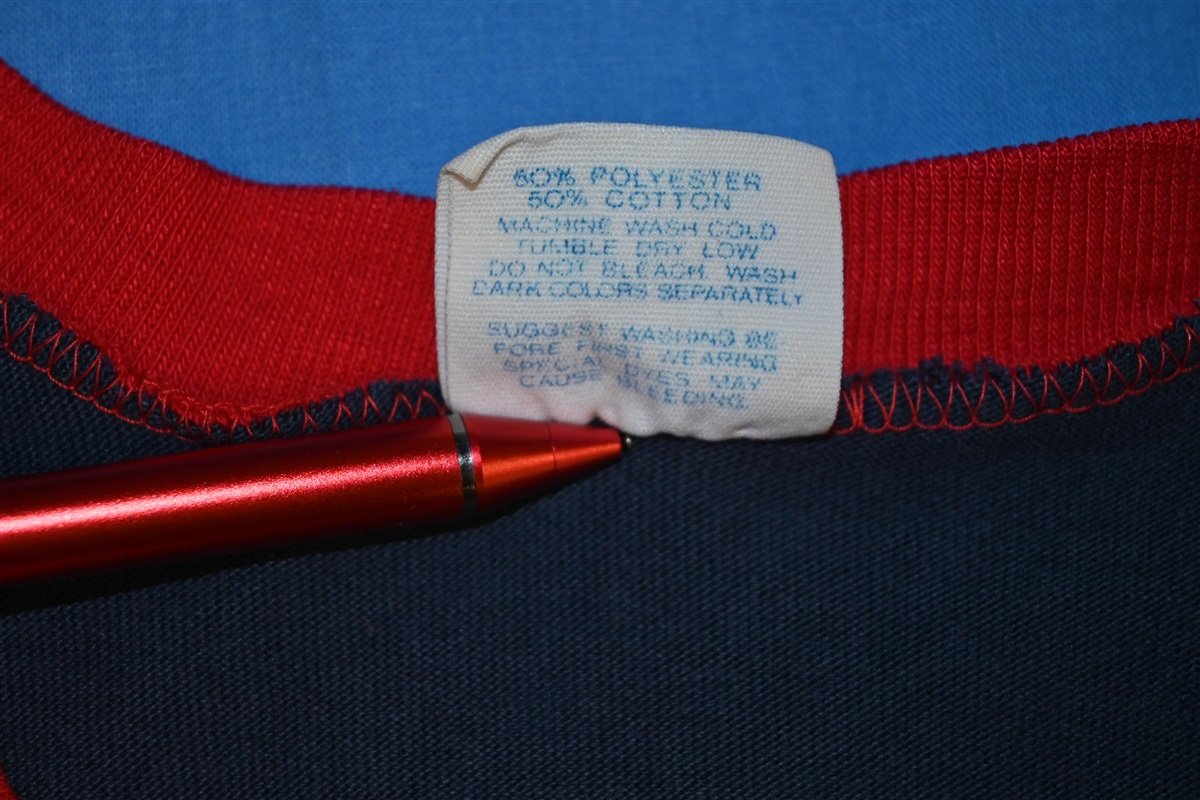 50% POLYESTER
50% COTTON
MACHINE WASH COLD
TUMBLE DRY LOW
DO NOT BLEACH. WASH
DARK COLORS SEPARATELY
SUGGEST WASHING BE
FORE FIRST WEARING
SPECIAL DYES MAY
CAUSE BLEEDING.